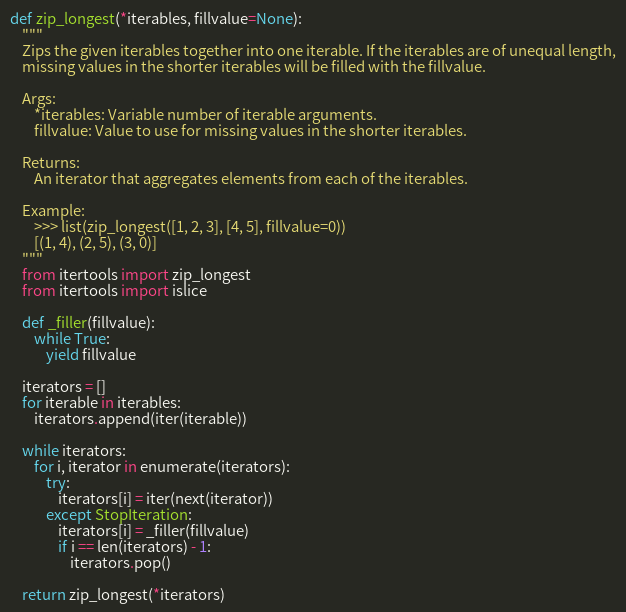 def zip_longest(*iterables, fillvalue=None):
    """
    Zips the given iterables together into one iterable. If the iterables are of unequal length,
    missing values in the shorter iterables will be filled with the fillvalue.

    Args:
        *iterables: Variable number of iterable arguments.
        fillvalue: Value to use for missing values in the shorter iterables.

    Returns:
        An iterator that aggregates elements from each of the iterables.

    Example:
        >>> list(zip_longest([1, 2, 3], [4, 5], fillvalue=0))
        [(1, 4), (2, 5), (3, 0)]
    """
    from itertools import zip_longest
    from itertools import islice

    def _filler(fillvalue):
        while True:
            yield fillvalue

    iterators = []
    for iterable in iterables:
        iterators.append(iter(iterable))

    while iterators:
        for i, iterator in enumerate(iterators):
            try:
                iterators[i] = iter(next(iterator))
            except StopIteration:
                iterators[i] = _filler(fillvalue)
                if i == len(iterators) - 1:
                    iterators.pop()

    return zip_longest(*iterators)